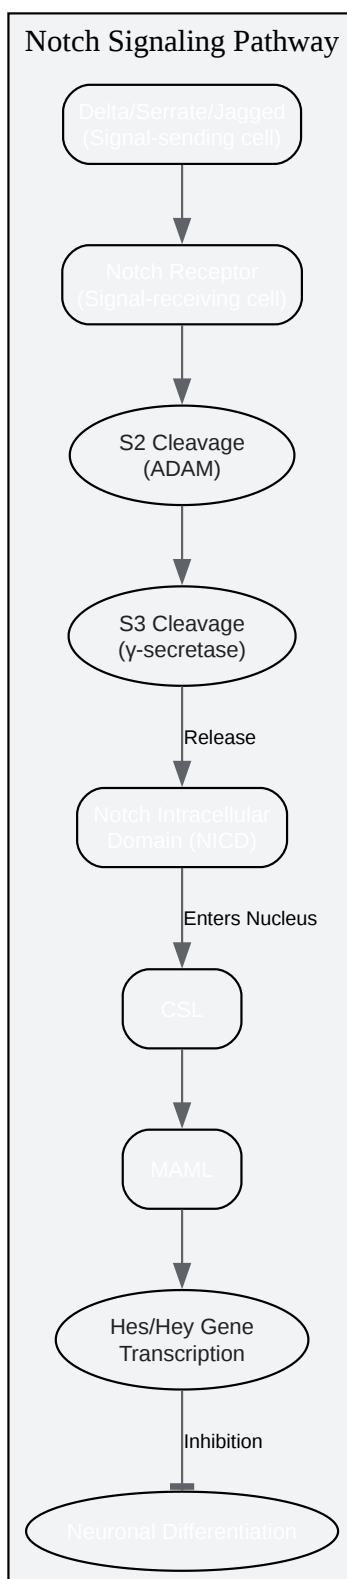 Notch Signaling Pathway
Delta/Serrate/Jagged
(Signal-sending cell)
Notch Receptor
(Signal-receiving cell)
S2 Cleavage
(ADAM)
S3 Cleavage
(γ-secretase)
Release
Notch Intracellular
Domain (NICD)
Enters Nucleus
CSL
MAML
Hes/Hey Gene
Transcription
Inhibition
Neuronal Differentiation